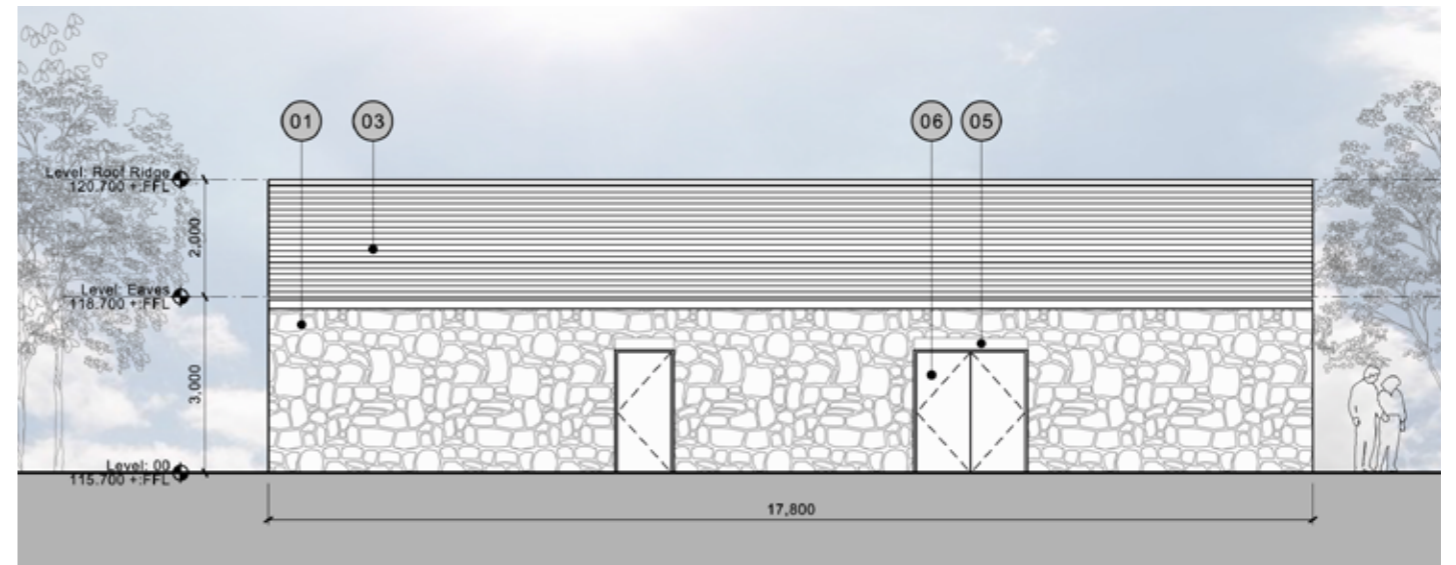 01 03 06 05
Level: Roof Ridge
120.700 +:FFL
2,000
Level: Eaves
118.700 +:FFL
3,000
Level: 00
115.700 +:FFL
17,800